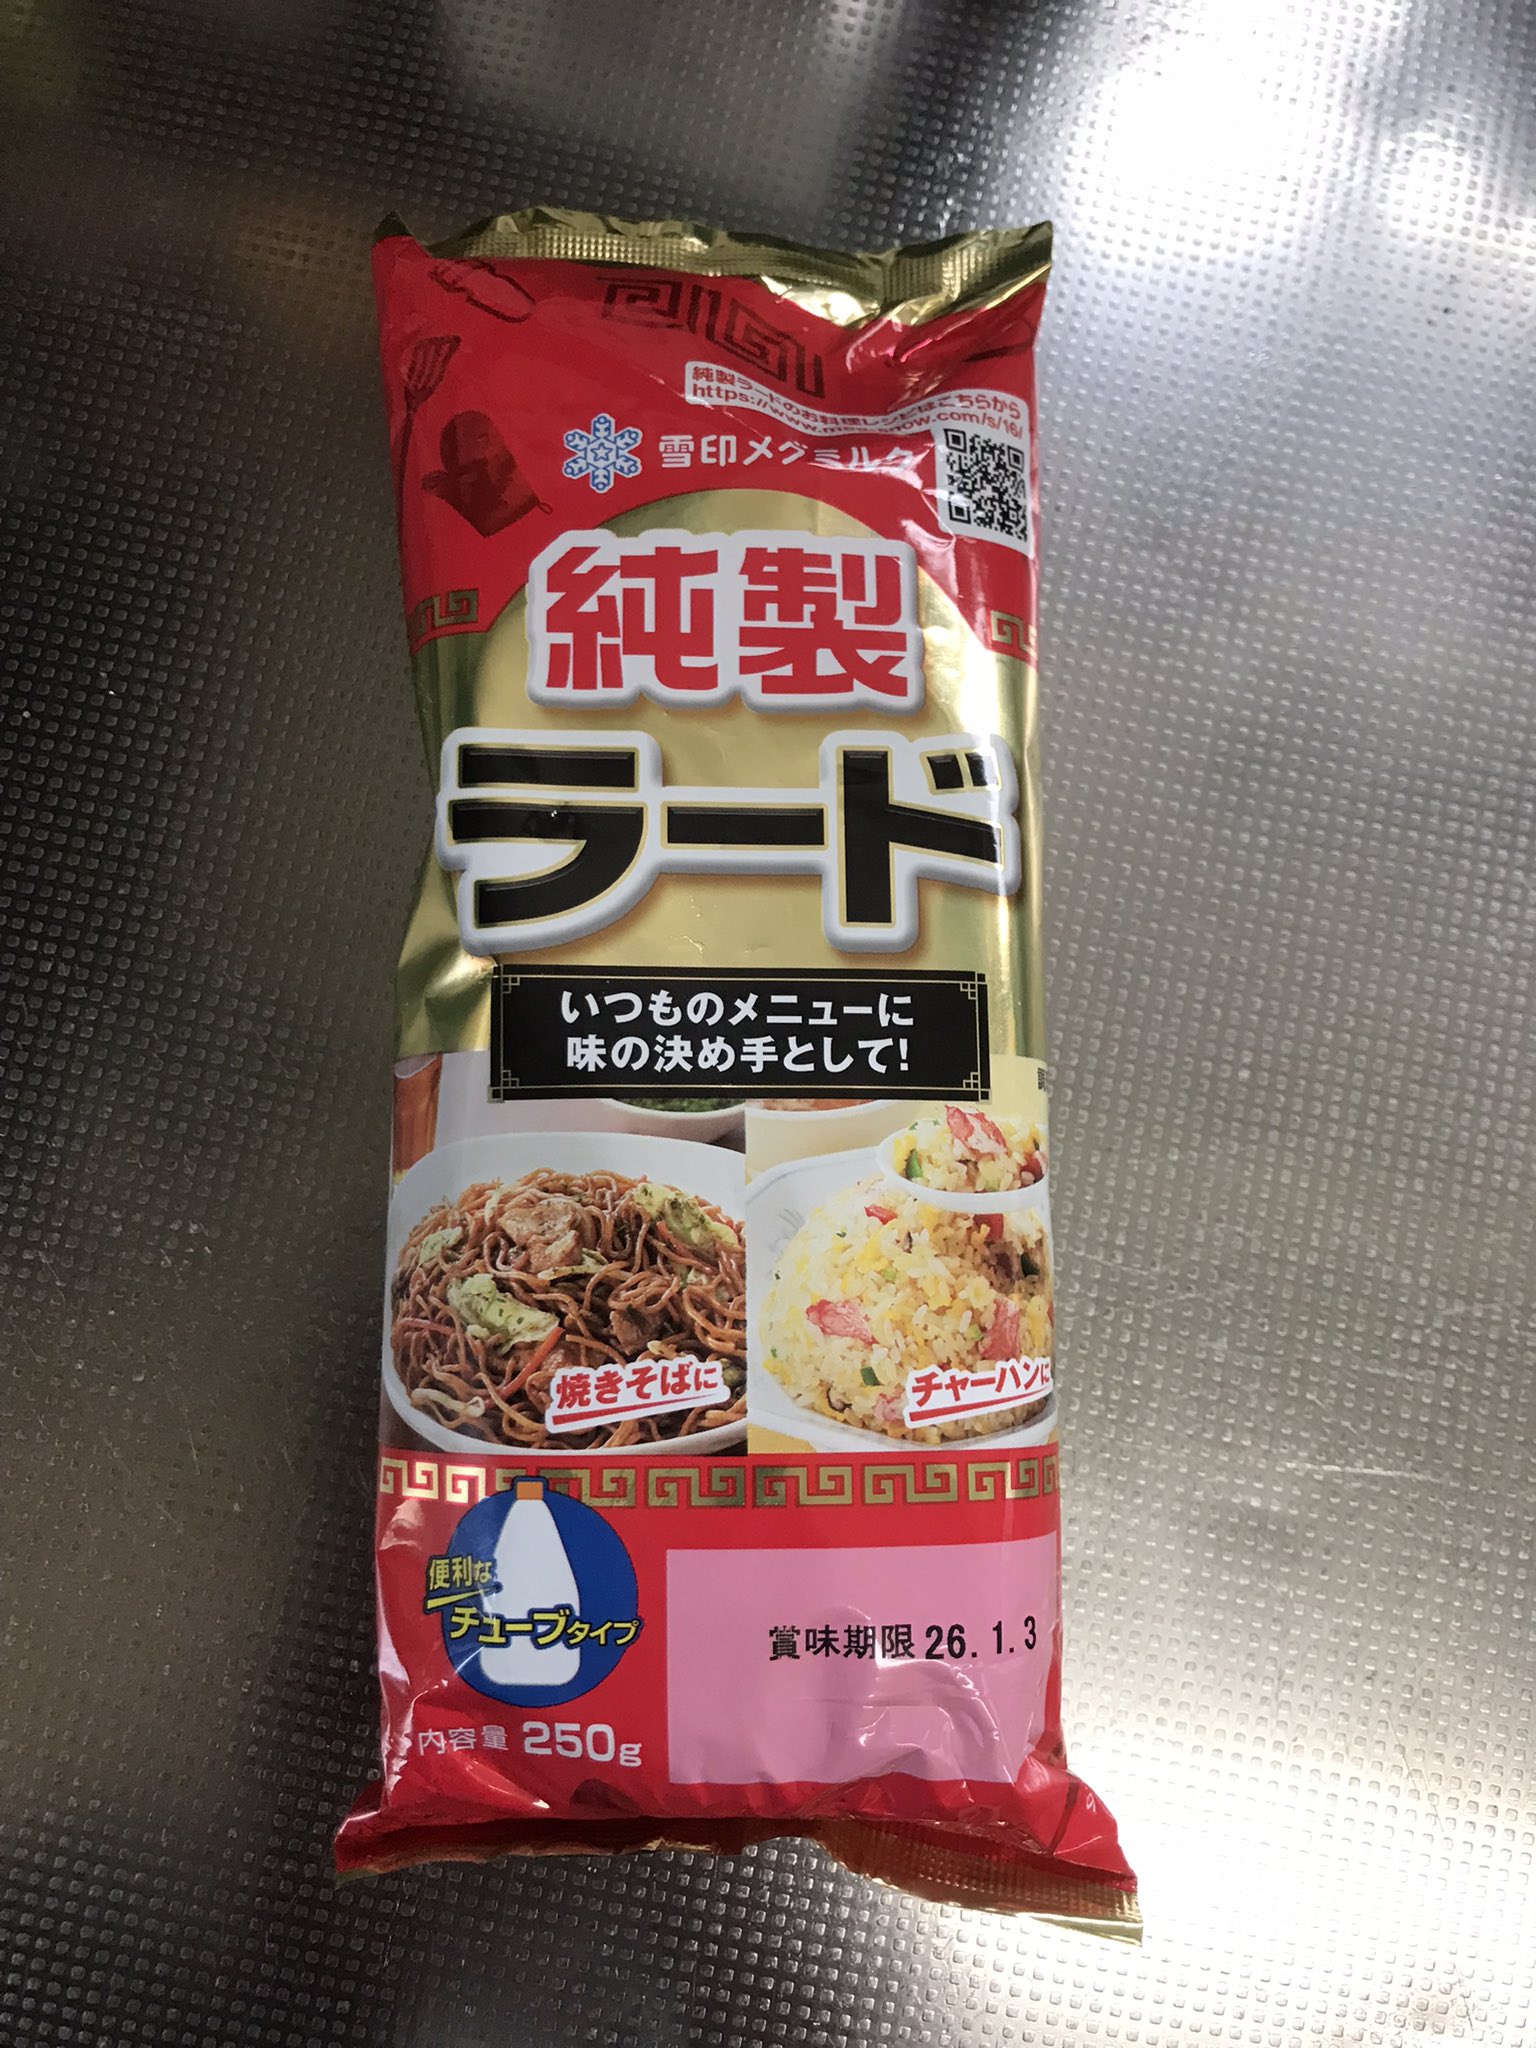 純製ラードのお料理レシピはこちらから
雪印メグミルク
純製
ラード
いつものメニューに
味の決め手として!
焼きそばに
チャーハンに
便利な
チューブタイプ
賞味期限 26.1.3
内容量 250g